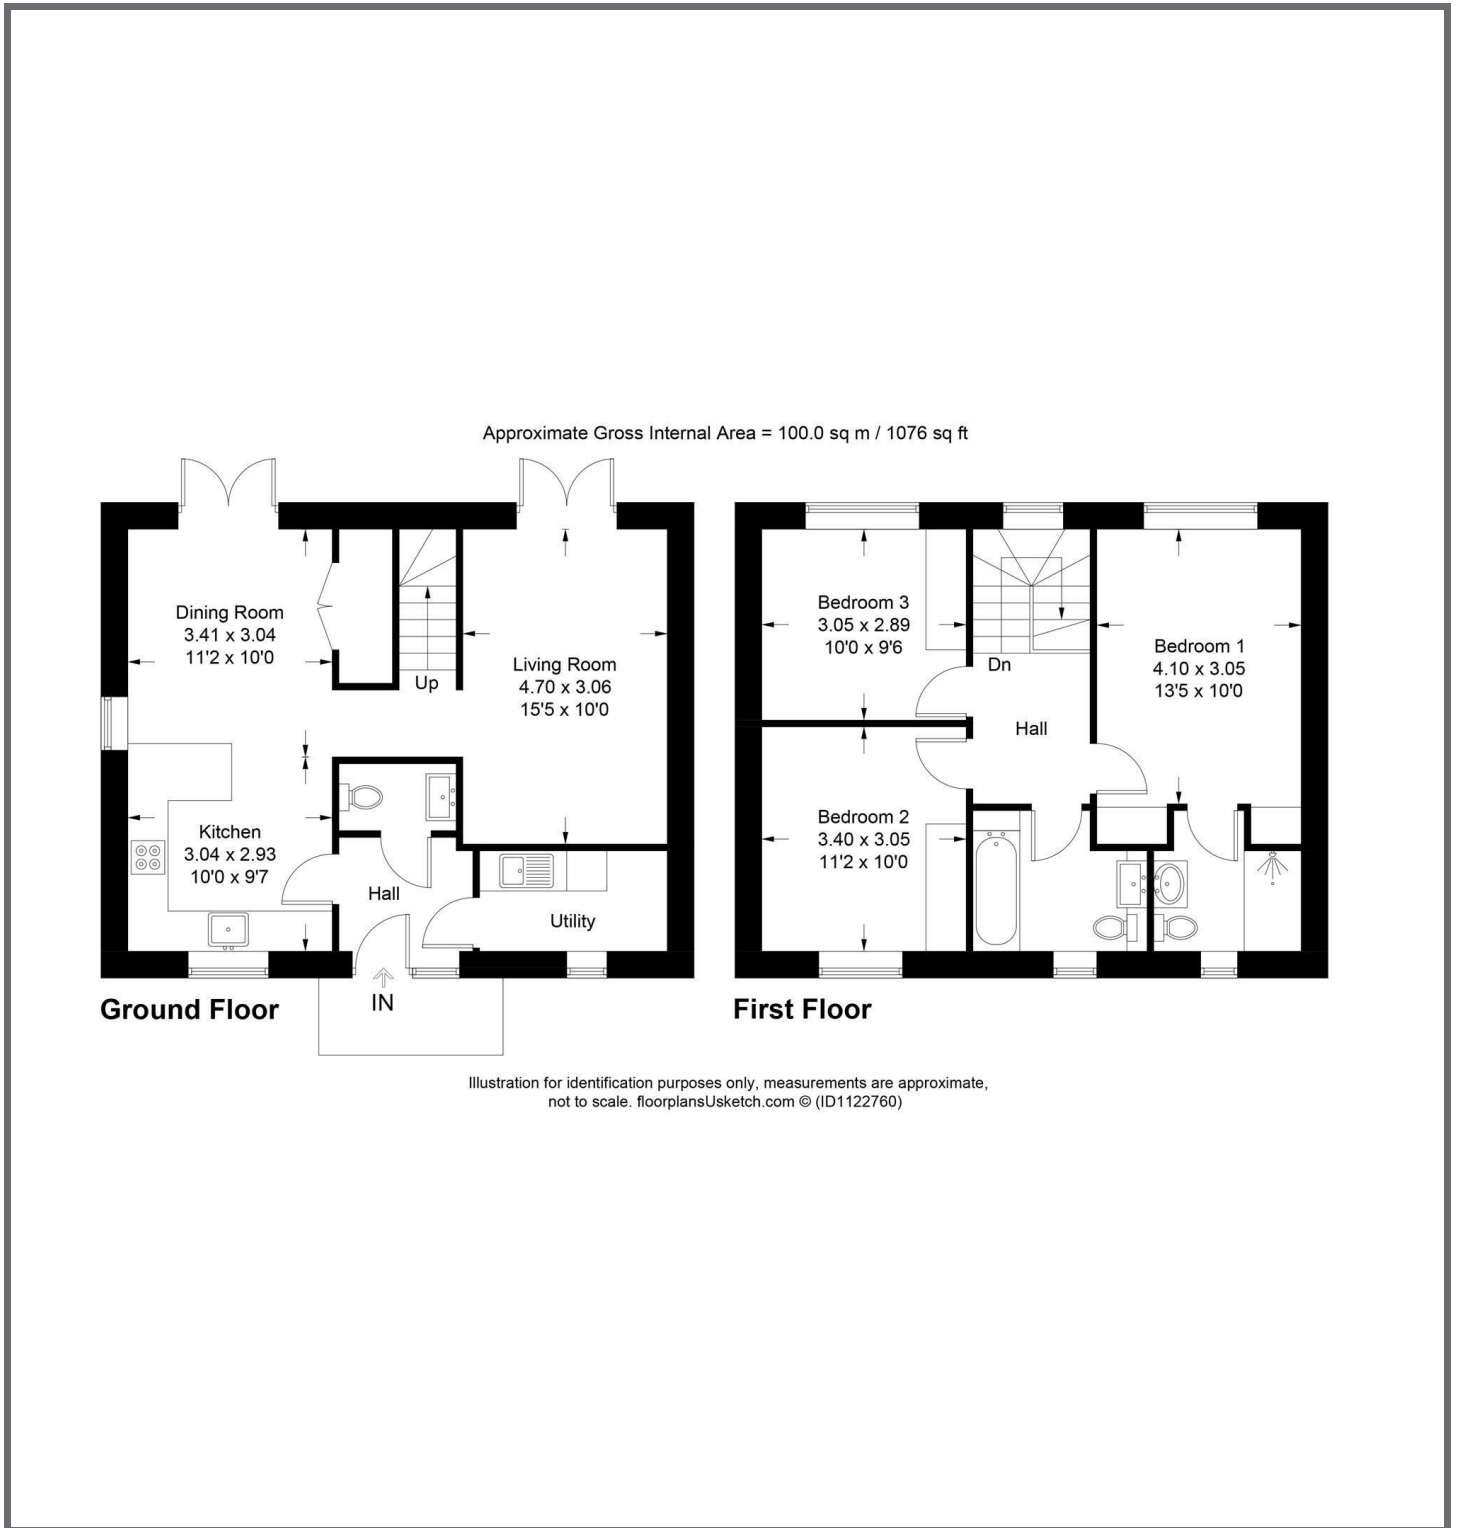 Approximate Gross Internal Area = 100.0 sq m / 1076 sq ft
Dining Room
3.41 x 3.04
11'2 x 10'0
Up
Living Room
4.70 x 3.06
15'5 x 10'0
Kitchen
3.04 x 2.93
10'0 x 9'7
Hall
Utility
IN
Ground Floor
Bedroom 3
3.05 x 2.89
10'0 x 9'6
Dn
Bedroom 1
4.10 x 3.05
13'5 x 10'0
Hall
Bedroom 2
3.40 x 3.05
11'2 x 10'0
First Floor
Illustration for identification purposes only, measurements are approximate,
not to scale. floorplansUsketch.com © (ID1122760)